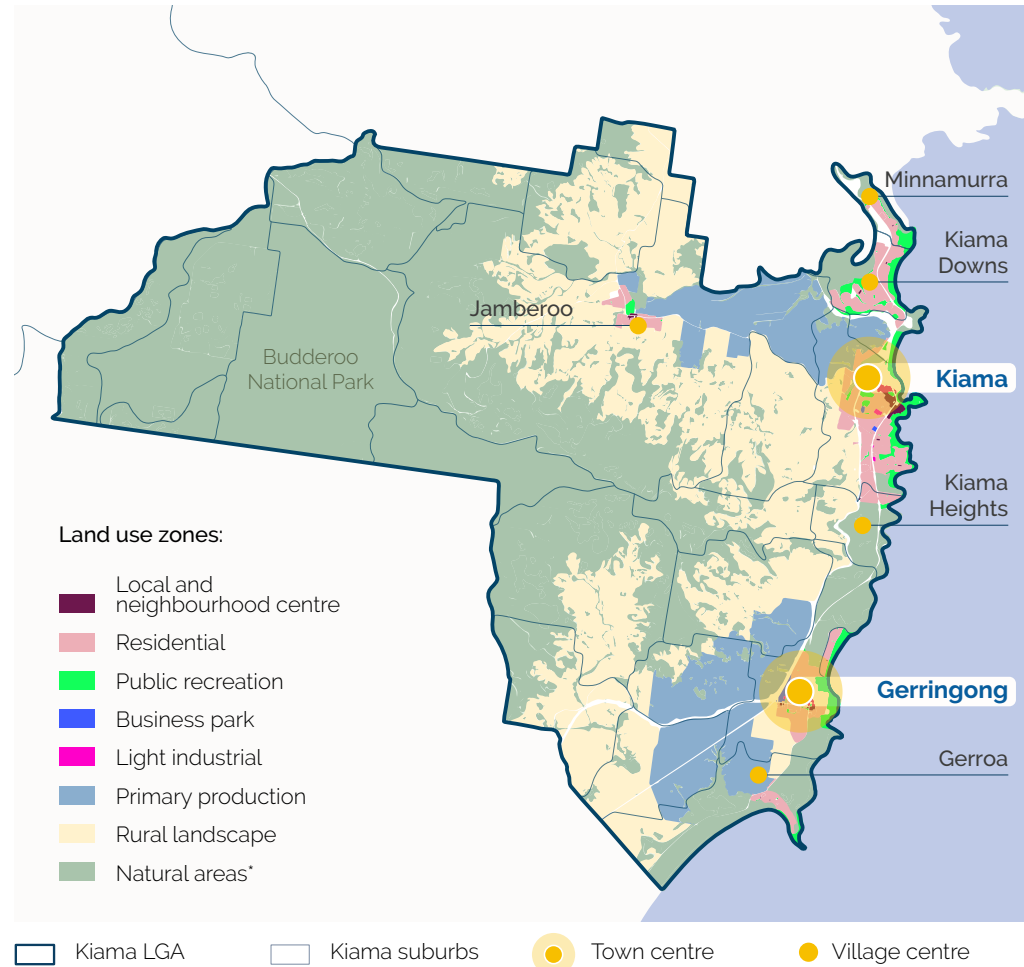 Minnamurra
Kiama
Downs
Jamberoo
Budderoo
National Park
Kiama
Kiama
Heights
Land use zones:
Local and
neighbourhood centre
Residential
Public recreation
Business park
Light industrial
Primary production
Rural landscape
Natural areas*
Gerringong
Gerroa
Kiama LGA
Kiama suburbs
Town centre
Village centre